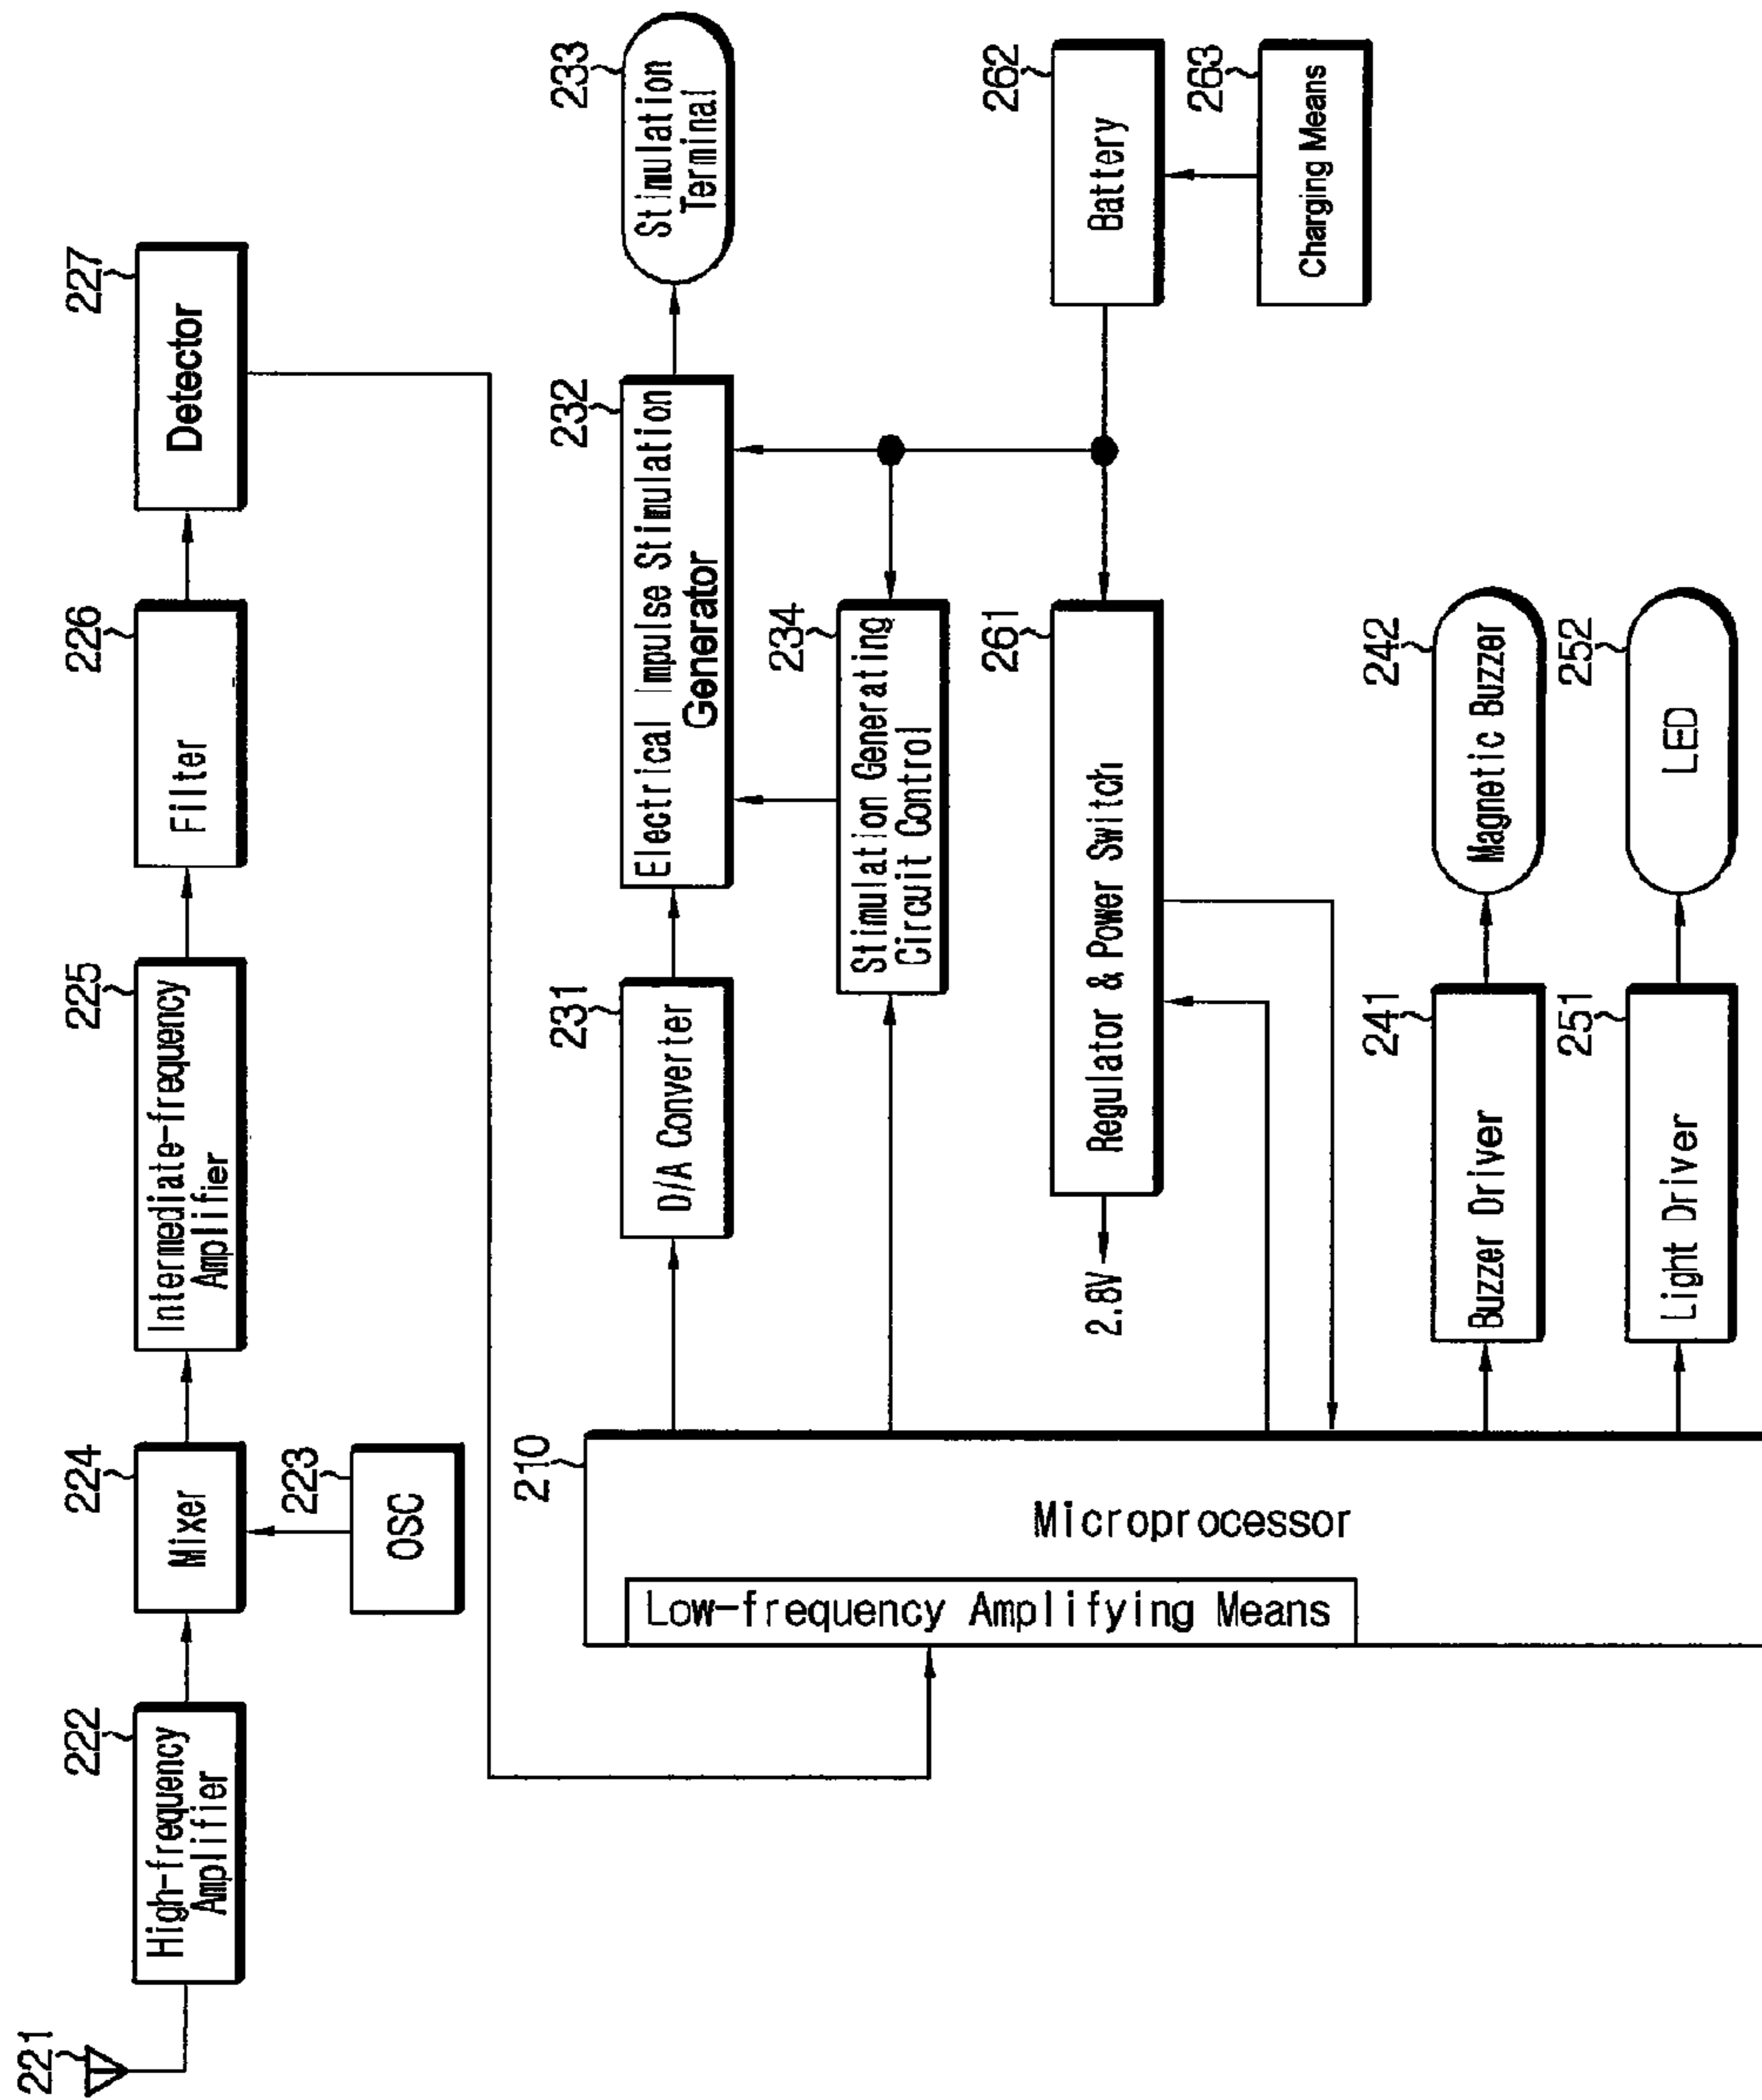 221
222
High-frequency
Amplifier
224
Mixer
223
OSC
225
Intermediate-frequency
Amplifier
226
Filter
227
Detector
210
Microprocessor
Low-frequency Amplifying Means
231
D/A Converter
232
Electrical Impulse Stimulation
Generator
233
Stimulation
Terminal
234
Stimulation Generating
Circuit Control
261
Regulator & Power Switch
2.8V
262
Battery
263
Charging Means
241
Buzzer Driver
242
Magnetic Buzzer
251
Light Driver
252
LED